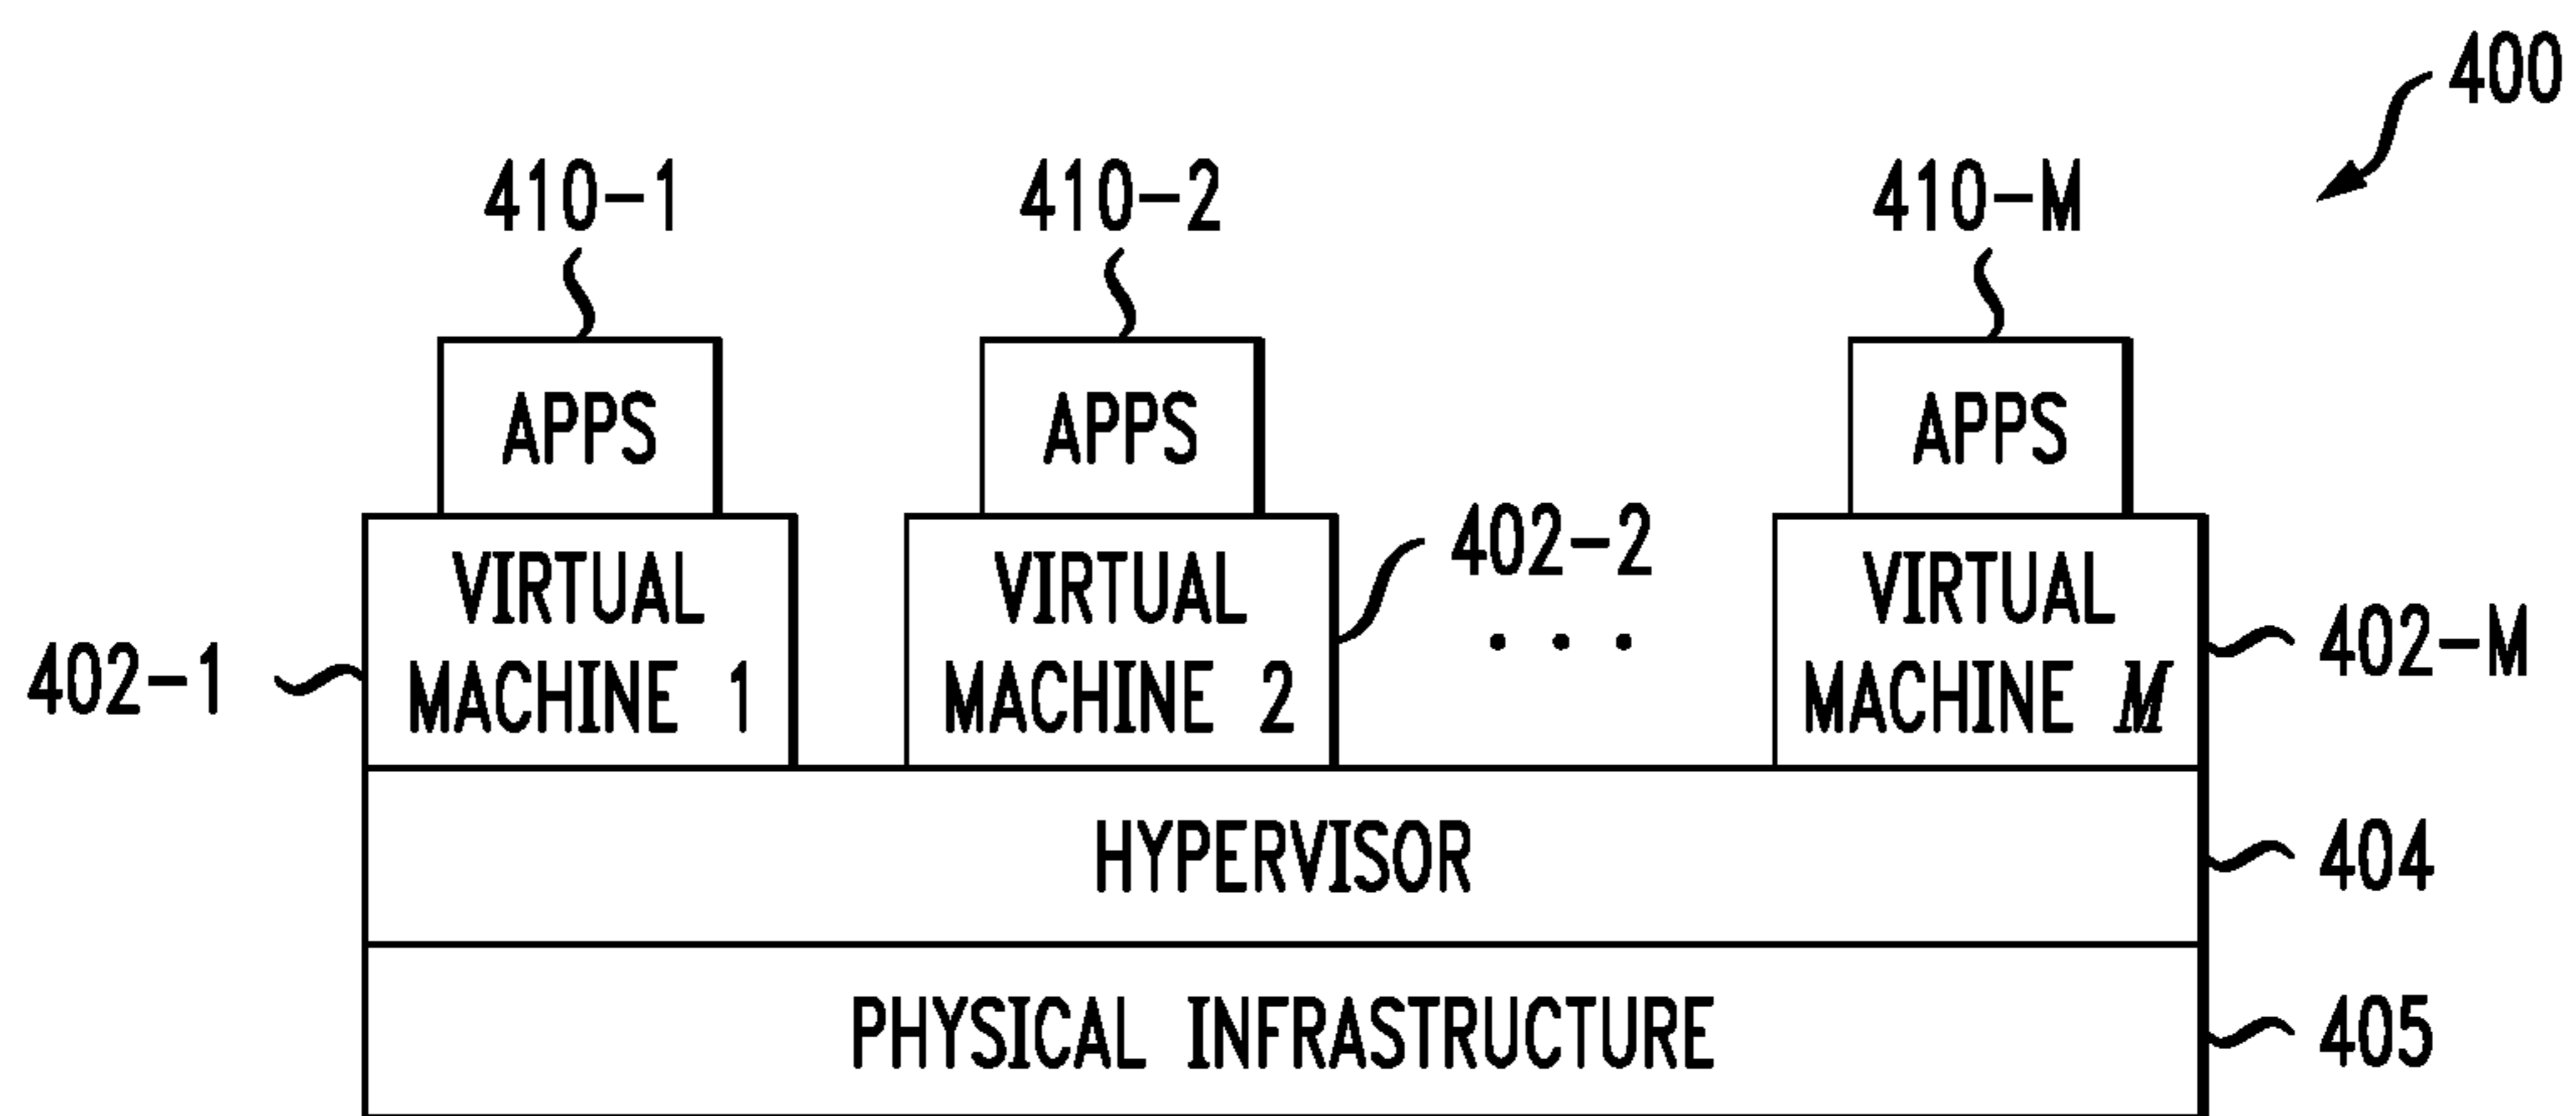 400
410-1
410-2
410-M
APPS
APPS
APPS
402-2
VIRTUAL
MACHINE 1
VIRTUAL
MACHINE 2
. . .
VIRTUAL
MACHINE M
402-1
402-M
HYPERVISOR
404
PHYSICAL INFRASTRUCTURE
405